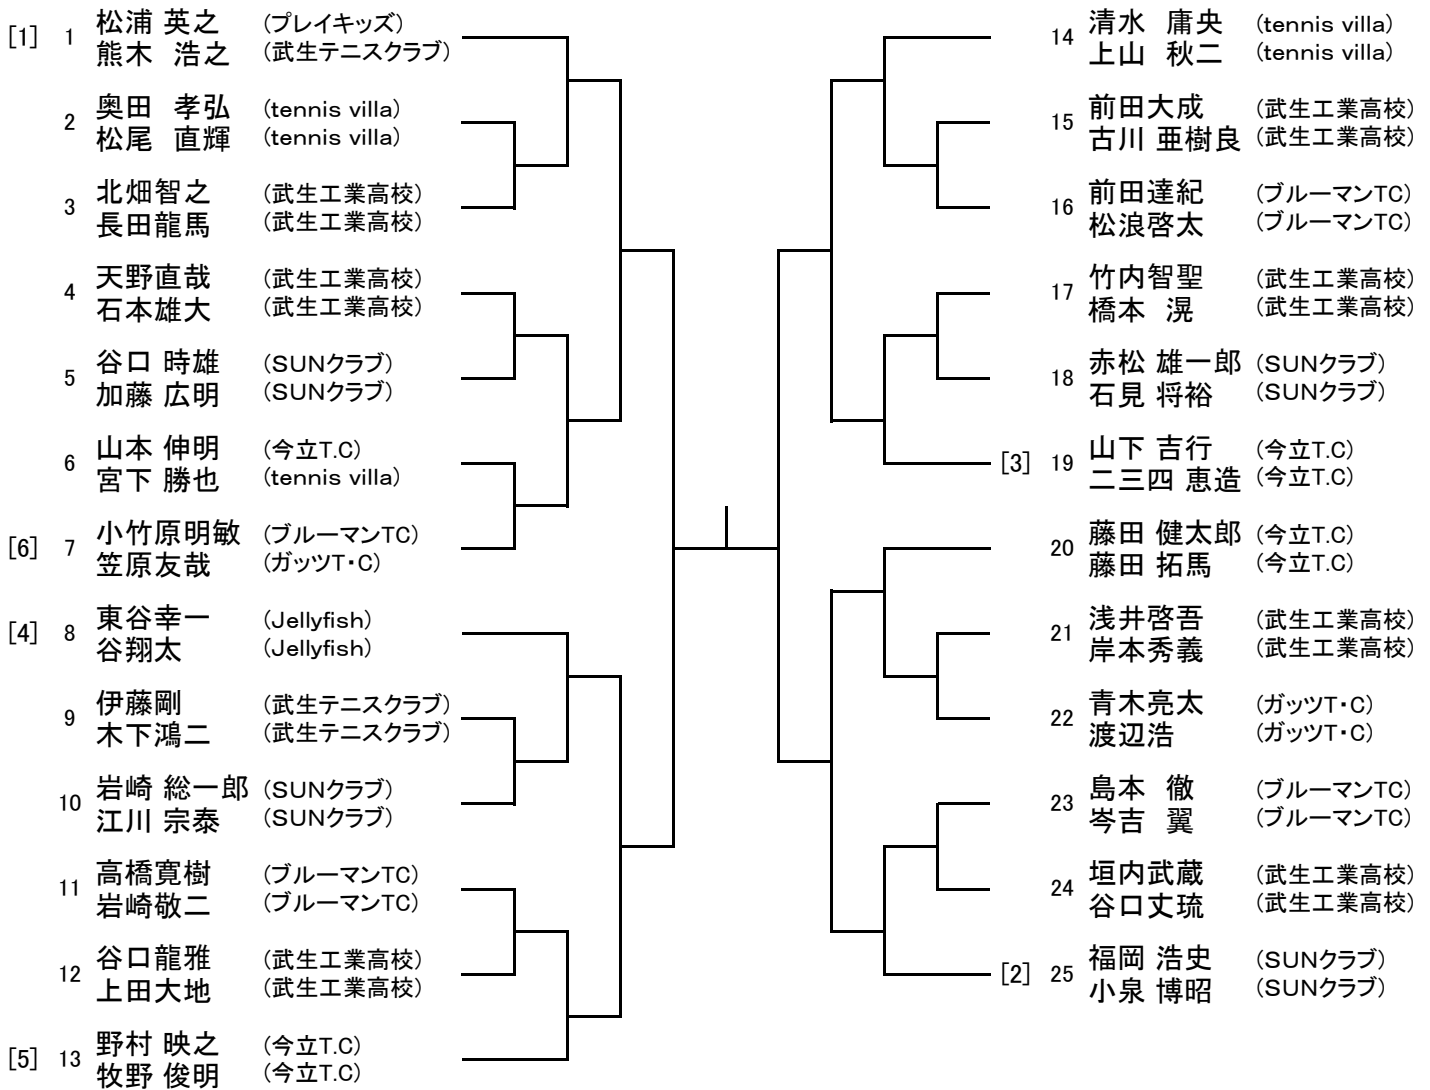 [1] 1 松浦 英之 (プレイキッズ)
熊木 浩之 (武生テニスクラブ)
2 奥田 孝弘 (tennis villa)
松尾 直輝 (tennis villa)
3 北畑智之 (武生工業高校)
長田龍馬 (武生工業高校)
4 天野直哉 (武生工業高校)
石本雄大 (武生工業高校)
5 谷口 時雄 (SUNクラブ)
加藤 広明 (SUNクラブ)
6 山本 伸明 (今立T.C)
宮下 勝也 (tennis villa)
[6] 7 小竹原明敏 (ブルーマンTC)
笠原友哉 (ガッツT・C)
[4] 8 東谷幸一 (Jellyfish)
谷翔太 (Jellyfish)
9 伊藤剛 (武生テニスクラブ)
木下鴻二 (武生テニスクラブ)
10 岩崎 総一郎 (SUNクラブ)
江川 宗泰 (SUNクラブ)
11 高橋寛樹 (ブルーマンTC)
岩崎敬二 (ブルーマンTC)
12 谷口龍雅 (武生工業高校)
上田大地 (武生工業高校)
[5] 13 野村 映之 (今立T.C)
牧野 俊明 (今立T.C)
14 清水 庸央 (tennis villa)
上山 秋二 (tennis villa)
15 前田大成 (武生工業高校)
古川 亜樹良 (武生工業高校)
16 前田達紀 (ブルーマンTC)
松浪啓太 (ブルーマンTC)
17 竹内智聖 (武生工業高校)
橋本 滉 (武生工業高校)
18 赤松 雄一郎 (SUNクラブ)
石見 将裕 (SUNクラブ)
[3] 19 山下 吉行 (今立T.C)
二三四 恵造 (今立T.C)
20 藤田 健太郎 (今立T.C)
藤田 拓馬 (今立T.C)
21 浅井啓吾 (武生工業高校)
岸本秀義 (武生工業高校)
22 青木亮太 (ガッツT・C)
渡辺浩 (ガッツT・C)
23 島本 徹 (ブルーマンTC)
岑吉 翼 (ブルーマンTC)
24 垣内武蔵 (武生工業高校)
谷口丈琉 (武生工業高校)
[2] 25 福岡 浩史 (SUNクラブ)
小泉 博昭 (SUNクラブ)